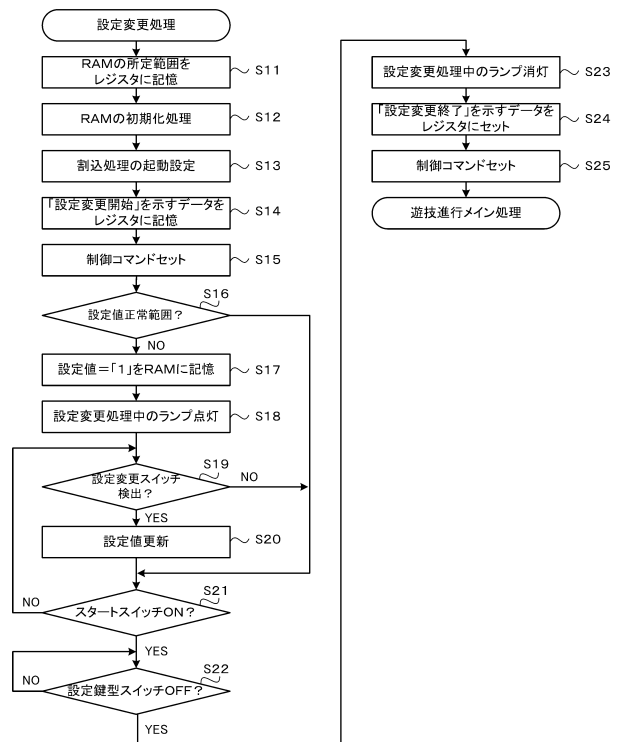 設定変更処理
RAMの所定範囲を
レジスタに記憶
S11
RAMの初期化処理
S12
割込処理の起動設定
S13
「設定変更開始」を示すデータを
レジスタに記憶
S14
制御コマンドセット
S15
S16
設定値正常範囲？
NO
設定値＝「1」をRAMに記憶
S17
設定変更処理中のランプ点灯
S18
S19
設定変更スイッチ
検出？
NO
YES
設定値更新
S20
S21
スタートスイッチON？
NO
YES
S22
設定鍵型スイッチOFF？
NO
YES
設定変更処理中のランプ消灯
S23
「設定変更終了」を示すデータを
レジスタにセット
S24
制御コマンドセット
S25
遊技進行メイン処理